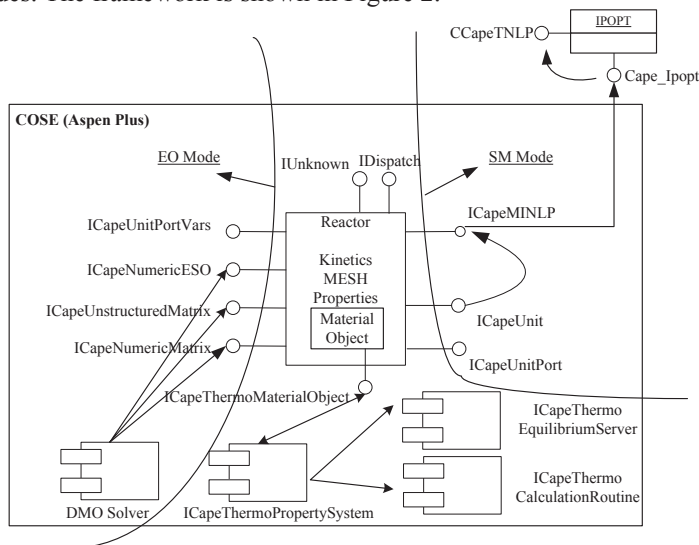 des. The framework is shown in Figure 2.
IPOPT
CCapeTNLP
Cape_Ipopt
COSE (Aspen Plus)
EO Mode
IUnknown
IDispatch
SM Mode
ICapeUnitPortVars
Reactor
ICapeMINLP
ICapeNumericESO
Kinetics
MESH
Properties
ICapeUnstructuredMatrix
Material
Object
ICapeUnit
ICapeNumericMatrix
ICapeUnitPort
ICapeThermoMaterialObject
ICapeThermo
EquilibriumServer
ICapeThermo
CalculationRoutine
DMO Solver
ICapeThermoPropertySystem